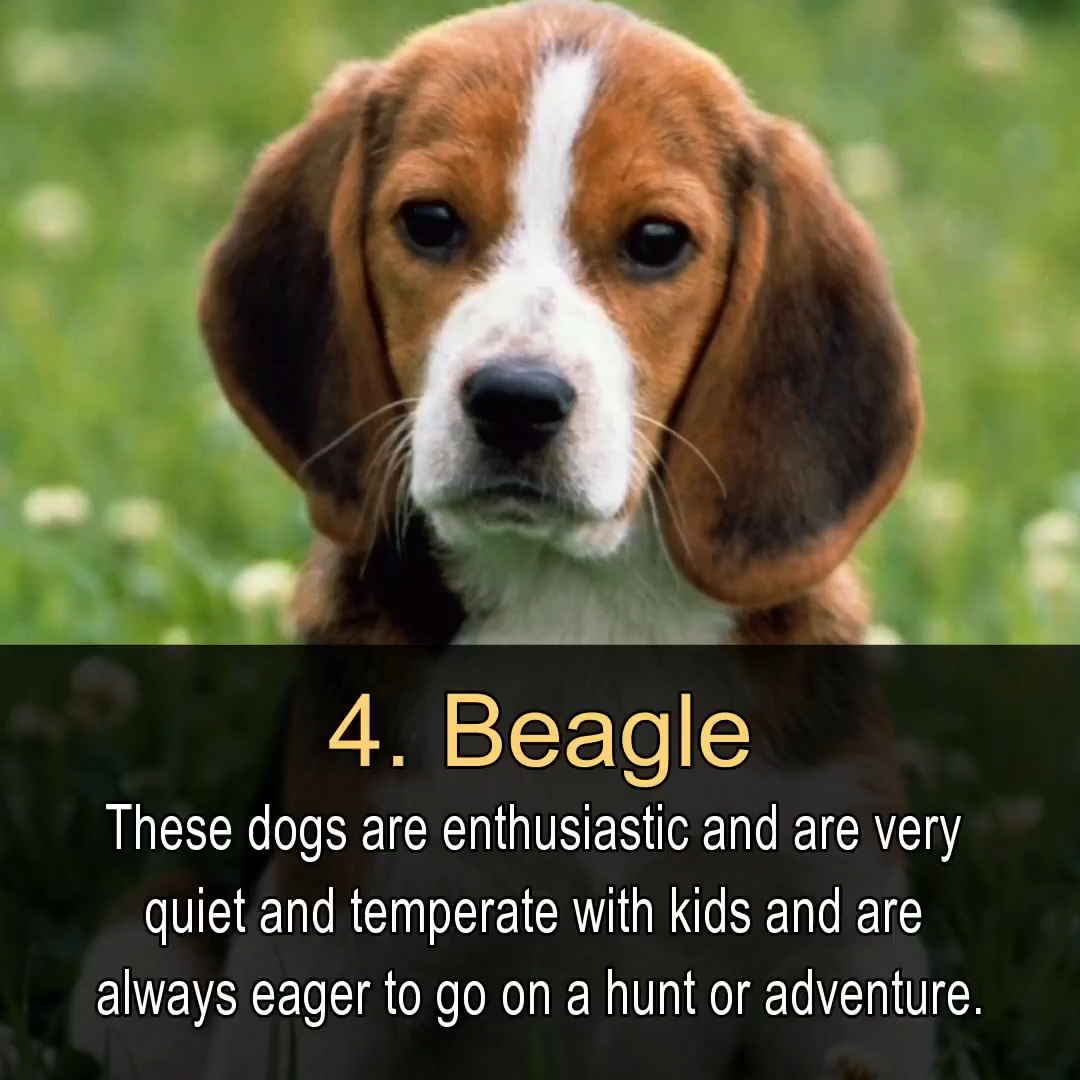 4. Beagle
These dogs are enthusiastic and are very
quiet and temperate with kids and are
always eager to go on a hunt or adventure.